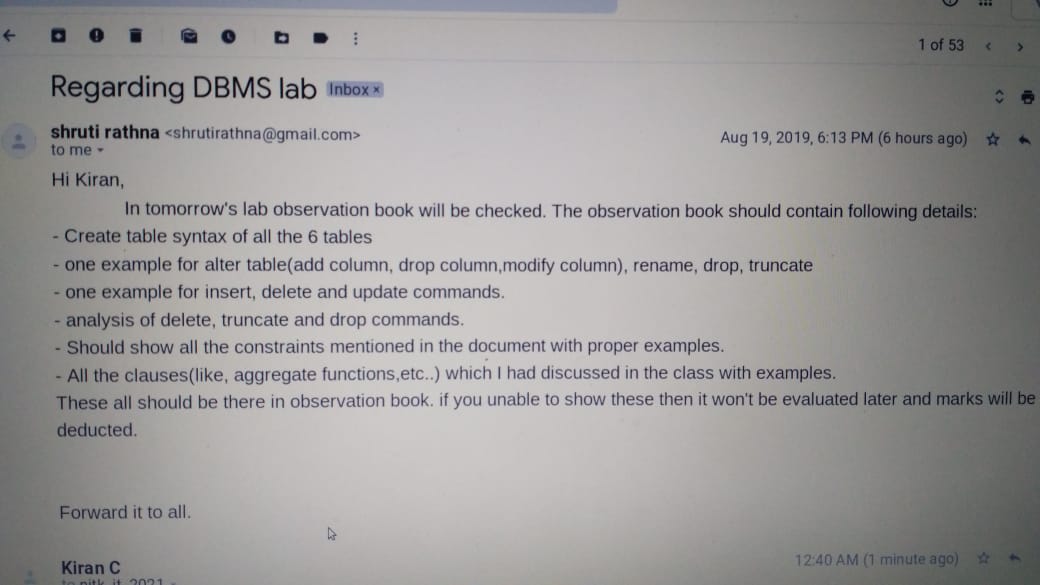 1 of 53
Regarding DBMS lab Inbox ×
shruti rathna <shrutirathna@gmail.com>
Aug 19, 2019, 6:13 PM (6 hours ago)
to me
Hi Kiran,
In tomorrow's lab observation book will be checked. The observation book should contain following details:
- Create table syntax of all the 6 tables
- one example for alter table(add column, drop column,modify column), rename, drop, truncate
- one example for insert, delete and update commands.
- analysis of delete, truncate and drop commands.
- Should show all the constraints mentioned in the document with proper examples.
- All the clauses(like, aggregate functions,etc..) which I had discussed in the class with examples.
These all should be there in observation book. if you unable to show these then it won't be evaluated later and marks will be
deducted.
Forward it to all.
Kiran C
12:40 AM (1 minute ago)
to nitk_it_2021